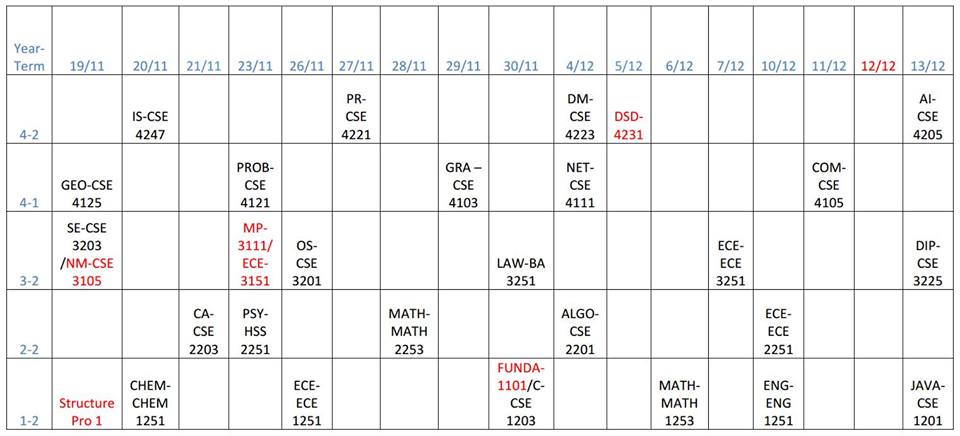 Year-
Term 19/11 20/11 21/11 23/11 26/11 27/11 28/11 29/11 30/11 4/12 5/12 6/12 7/12 10/12 11/12 12/12 13/12
4-2
IS-CSE
4247
PR-
CSE
4221
DM-
CSE
4223
DSD-
4231
AI-
CSE
4205
4-1
GEO-CSE
4125
PROB-
CSE
4121
GRA –
CSE
4103
NET-
CSE
4111
COM-
CSE
4105
3-2
SE-CSE
3203
/NM-CSE
3105
MP-
3111/
ECE-
3151
OS-
CSE
3201
LAW-BA
3251
ECE-
ECE
3251
DIP-
CSE
3225
2-2
CA-
CSE
2203
PSY-
HSS
2251
MATH-
MATH
2253
ALGO-
CSE
2201
ECE-
ECE
2251
1-2
Structure
Pro 1
CHEM-
CHEM
1251
ECE-
ECE
1251
FUNDA-
1101/C-
CSE
1203
MATH-
MATH
1253
ENG-
ENG
1251
JAVA-
CSE
1201